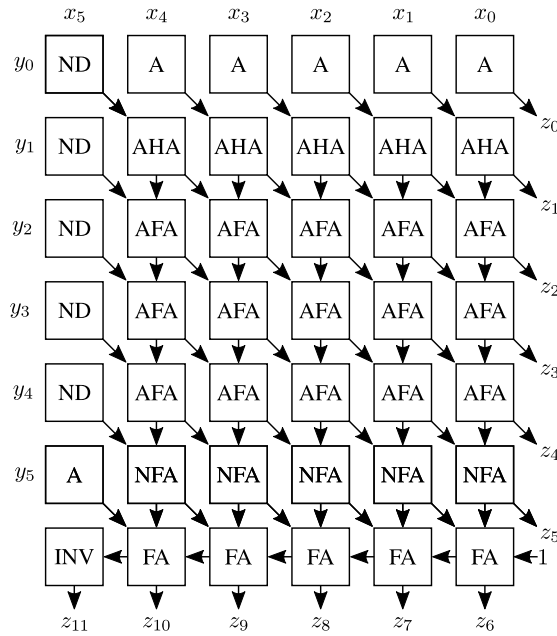 x₅ x₄ x₃ x₂ x₁ x₀
y₀ ND A A A A A
z₀
y₁ ND AHA AHA AHA AHA AHA
z₁
y₂ ND AFA AFA AFA AFA AFA
z₂
y₃ ND AFA AFA AFA AFA AFA
z₃
y₄ ND AFA AFA AFA AFA AFA
z₄
y₅ A NFA NFA NFA NFA NFA
z₅
INV FA FA FA FA FA 1
z₁₁ z₁₀ z₉ z₈ z₇ z₆